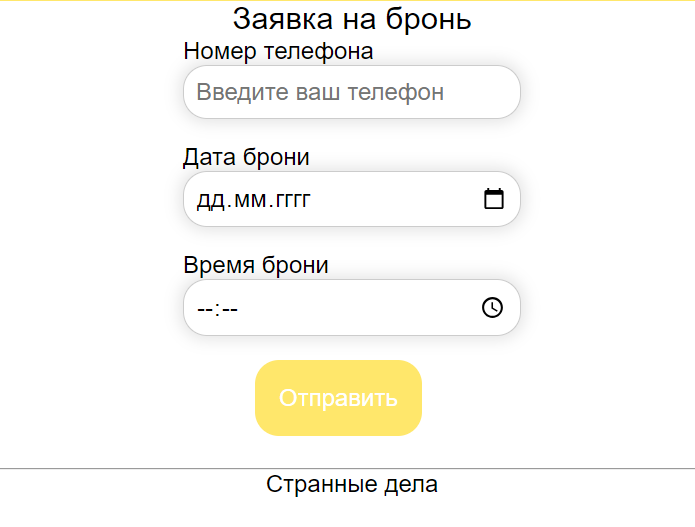 Заявка на бронь
Номер телефона
Введите ваш телефон
Дата брони
дд.мм.гггг
Время брони
--:--
Отправить
Странные дела